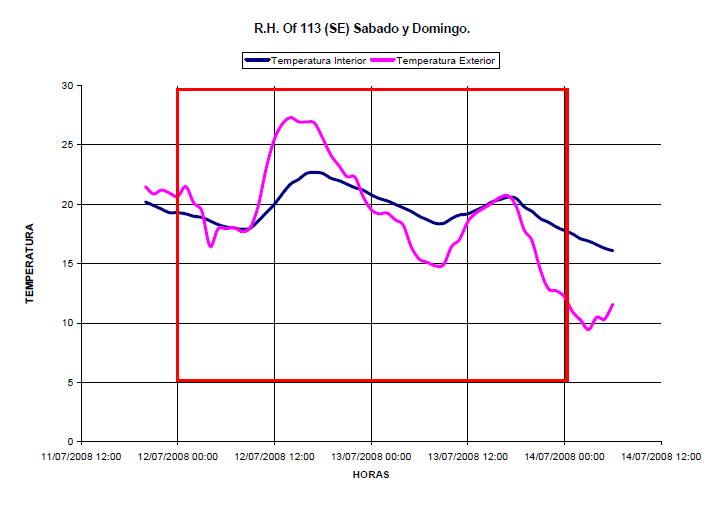 R.H. Of 113 (SE) Sabado y Domingo.
Temperatura Interior Temperatura Exterior
30
25
20
15
10
5
0
TEMPERATURA
11/07/2008 12:00 12/07/2008 00:00 12/07/2008 12:00 13/07/2008 00:00 13/07/2008 12:00 14/07/2008 00:00 14/07/2008 12:00
HORAS